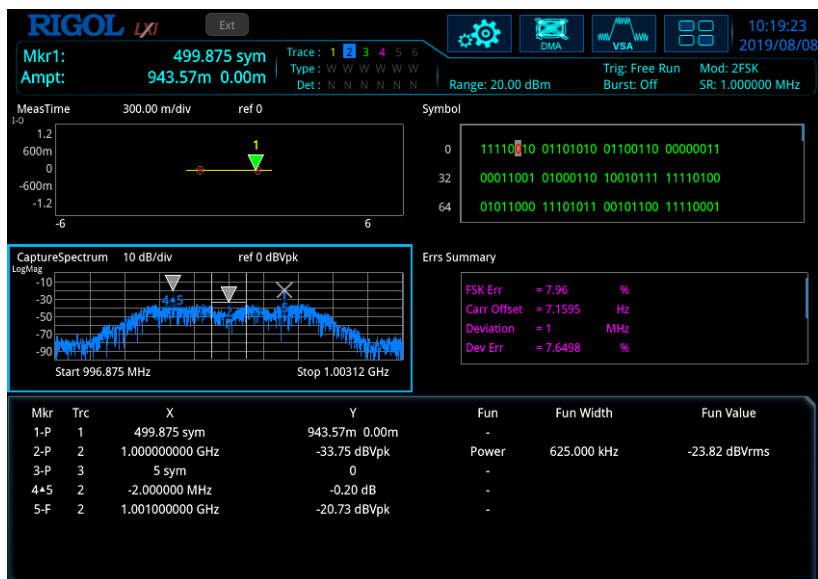 RIGOL LXI Ext 10:19:23
DMA VSA 2019/08/08
Mkr1: 499.875 sym
Ampt: 943.57m 0.00m
Trace: 1 2 3 4 5 6
Type: W W W W W W
Det: N N N N N N
Range: 20.00 dBm
Trig: Free Run Mod: 2FSK
Burst: Off SR: 1.000000 MHz
MeasTime 300.00 m/div ref 0
I-Q
1.2
600m
0
-600m
-1.2
1
-6 6
Symbol
0 11110010 01101010 01100110 00000011
32 00011001 01000110 10010111 11110100
64 01011000 11101011 00101100 11110001
CaptureSpectrum 10 dB/div ref 0 dBVpk
LogMag
-10
-30
-50
-70
-90
4▲5
2
5
Start 996.875 MHz Stop 1.00312 GHz
Errs Summary
FSK Err = 7.96 %
Carr Offset = 7.1595 Hz
Deviation = 1 MHz
Dev Err = 7.6498 %
Mkr Trc X Y Fun Fun Width Fun Value
1-P 1 499.875 sym 943.57m 0.00m -
2-P 2 1.000000000 GHz -33.75 dBVpk Power 625.000 kHz -23.82 dBVrms
3-P 3 5 sym 0 -
4▲5 2 -2.000000 MHz -0.20 dB -
5-F 2 1.001000000 GHz -20.73 dBVpk -